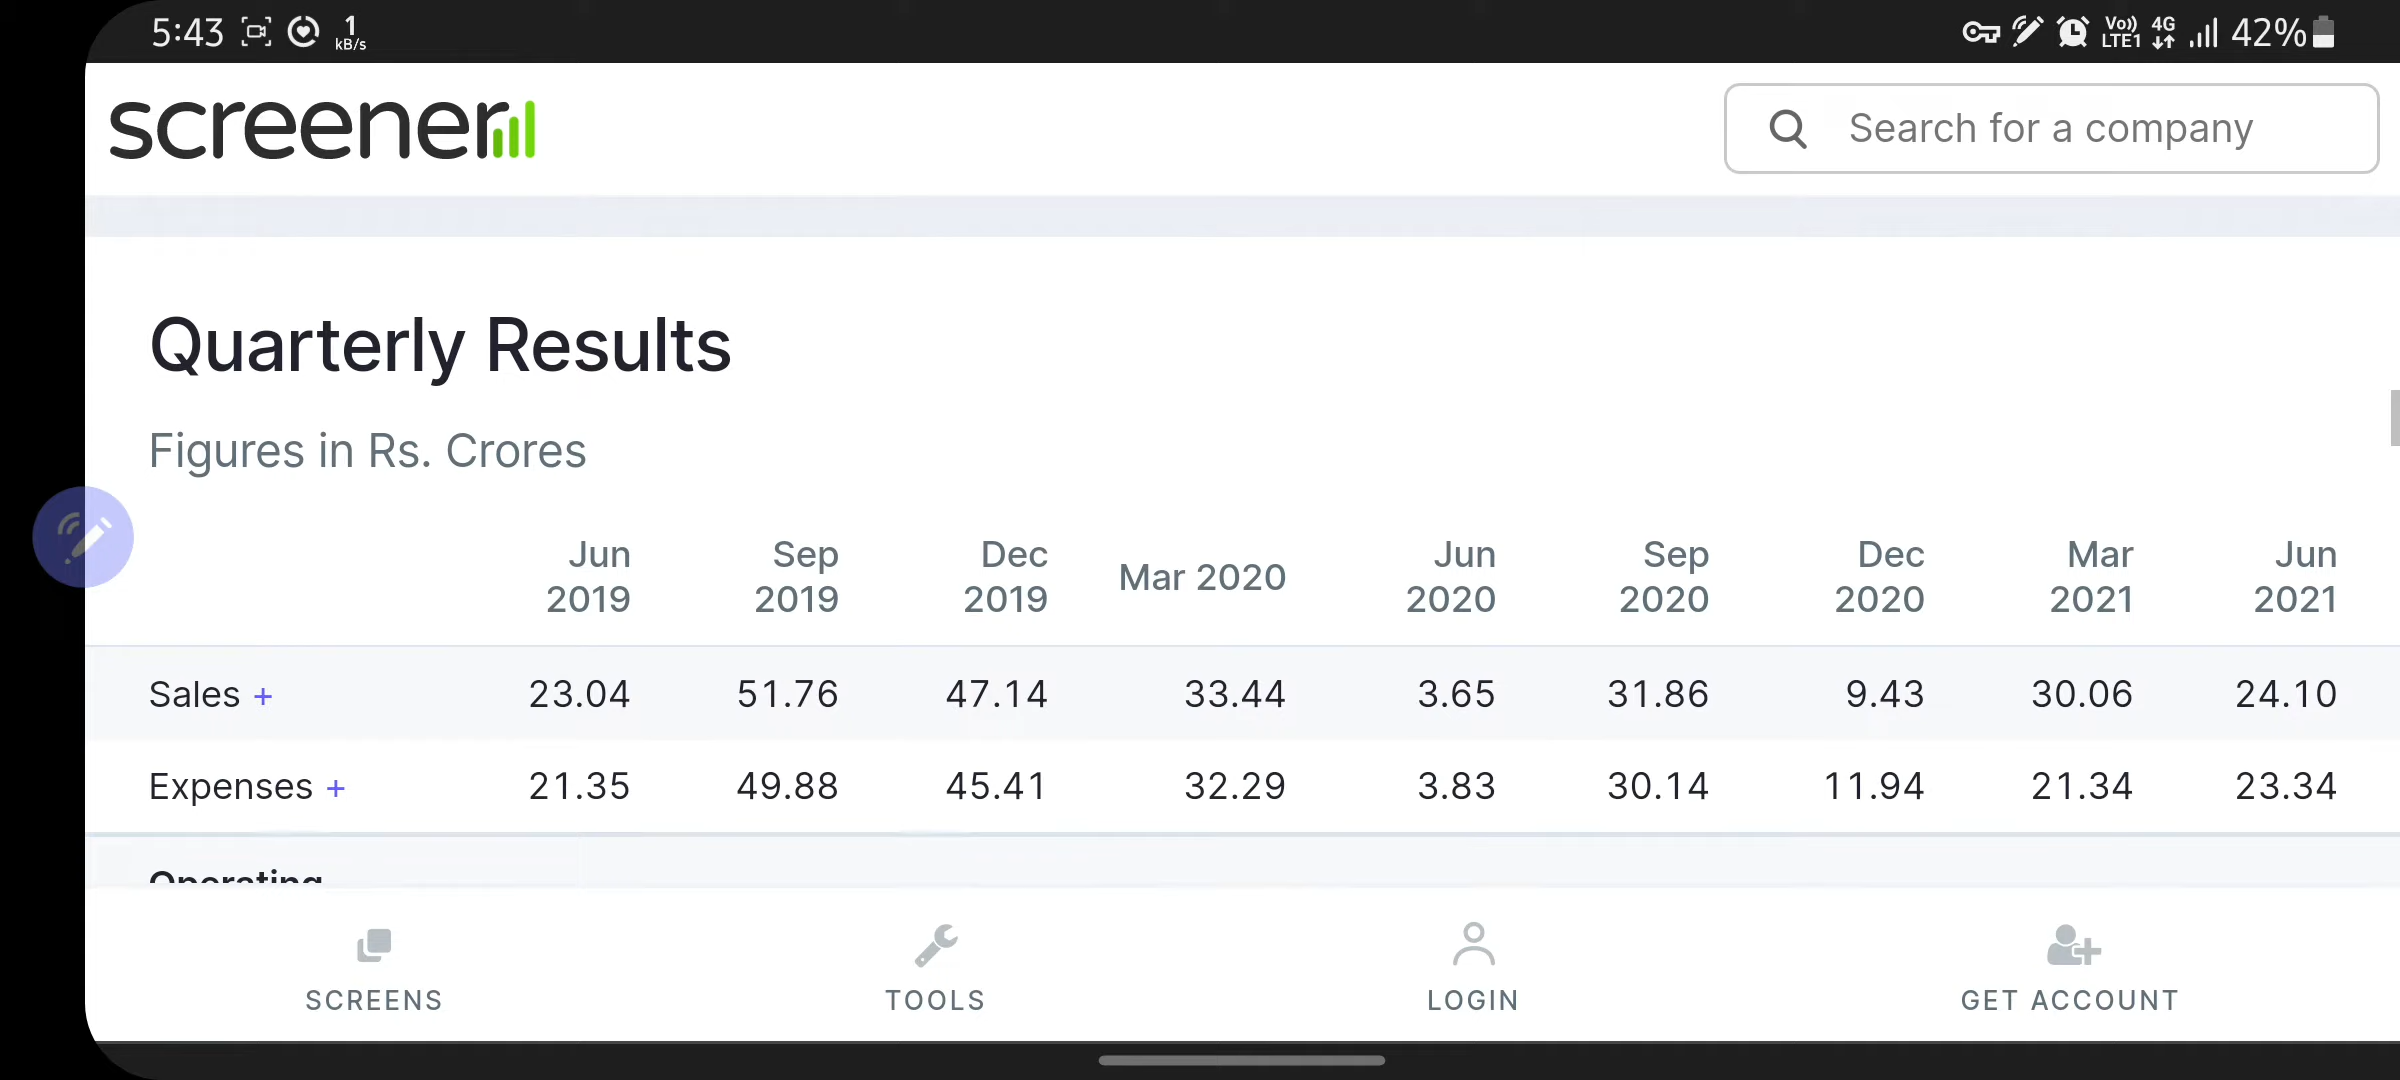 5:43 1 kB/s Vo)) LTE1 4G 42%
screener
Search for a company
Quarterly Results
Figures in Rs. Crores
Jun 2019 Sep 2019 Dec 2019 Mar 2020 Jun 2020 Sep 2020 Dec 2020 Mar 2021 Jun 2021
Sales + 23.04 51.76 47.14 33.44 3.65 31.86 9.43 30.06 24.10
Expenses + 21.35 49.88 45.41 32.29 3.83 30.14 11.94 21.34 23.34
Operating
SCREENS TOOLS LOGIN GET ACCOUNT